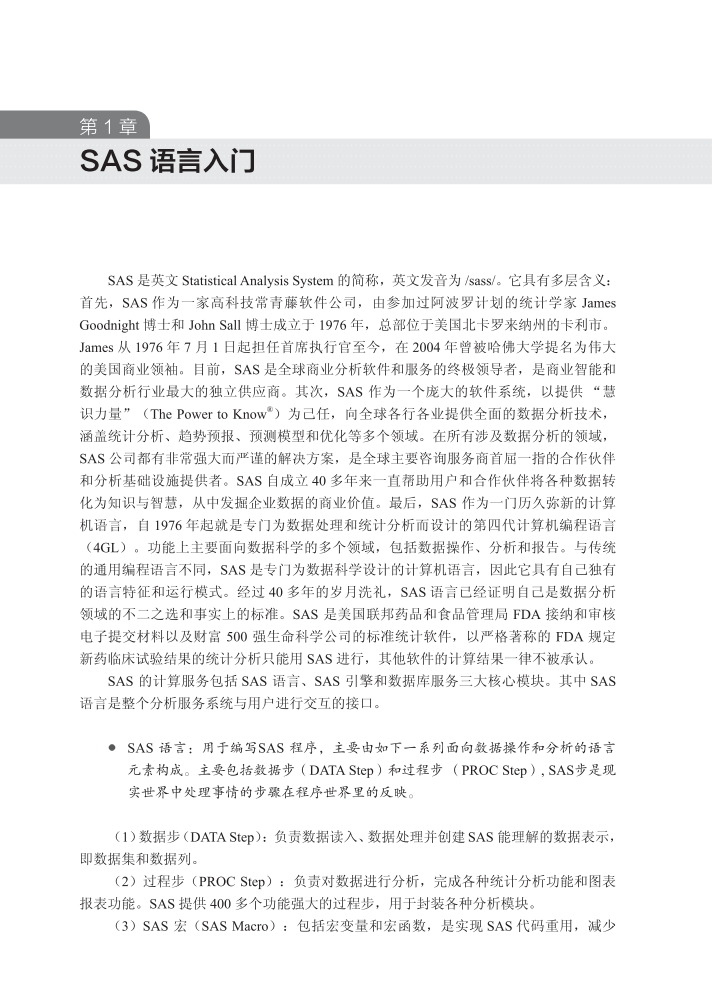 第 1 章
SAS 语言入门
SAS 是英文 Statistical Analysis System 的简称，英文发音为 /sass/。它具有多层含义：
首先，SAS 作为一家高科技常青藤软件公司，由参加过阿波罗计划的统计学家 James
Goodnight 博士和 John Sall 博士成立于 1976 年，总部位于美国北卡罗来纳州的卡利市。
James 从 1976 年 7 月 1 日起担任首席执行官至今，在 2004 年曾被哈佛大学提名为伟大
的美国商业领袖。目前，SAS 是全球商业分析软件和服务的终极领导者，是商业智能和
数据分析行业最大的独立供应商。其次，SAS 作为一个庞大的软件系统，以提供 “慧
识力量”（The Power to Know®）为己任，向全球各行各业提供全面的数据分析技术，
涵盖统计分析、趋势预报、预测模型和优化等多个领域。在所有涉及数据分析的领域，
SAS 公司都有非常强大而严谨的解决方案，是全球主要咨询服务商首屈一指的合作伙伴
和分析基础设施提供者。SAS 自成立 40 多年来一直帮助用户和合作伙伴将各种数据转
化为知识与智慧，从中发掘企业数据的商业价值。最后，SAS 作为一门历久弥新的计算
机语言，自 1976 年起就是专门为数据处理和统计分析而设计的第四代计算机编程语言
（4GL）。功能上主要面向数据科学的多个领域，包括数据操作、分析和报告。与传统
的通用编程语言不同，SAS 是专门为数据科学设计的计算机语言，因此它具有自己独有
的语言特征和运行模式。经过 40 多年的岁月洗礼，SAS 语言已经证明自己是数据分析
领域的不二之选和事实上的标准。SAS 是美国联邦药品和食品管理局 FDA 接纳和审核
电子提交材料以及财富 500 强生命科学公司的标准统计软件，以严格著称的 FDA 规定
新药临床试验结果的统计分析只能用 SAS 进行，其他软件的计算结果一律不被承认。
SAS 的计算服务包括 SAS 语言、SAS 引擎和数据库服务三大核心模块。其中 SAS
语言是整个分析服务系统与用户进行交互的接口。
● SAS 语言：用于编写SAS 程序，主要由如下一系列面向数据操作和分析的语言
元素构成。主要包括数据步（DATA Step）和过程步 （PROC Step）, SAS步是现
实世界中处理事情的步骤在程序世界里的反映。
（1）数据步（DATA Step）：负责数据读入、数据处理并创建 SAS 能理解的数据表示，
即数据集和数据列。
（2）过程步（PROC Step）：负责对数据进行分析，完成各种统计分析功能和图表
报表功能。SAS 提供 400 多个功能强大的过程步，用于封装各种分析模块。
（3）SAS 宏（SAS Macro）：包括宏变量和宏函数，是实现 SAS 代码重用，减少